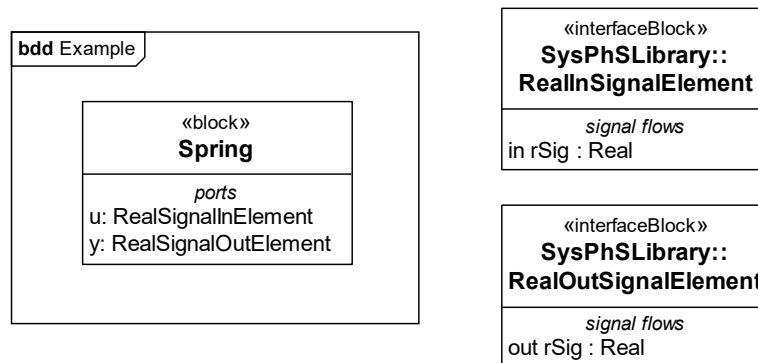 bdd Example
«block»
Spring
ports
u: RealSignalInElement
y: RealSignalOutElement
«interfaceBlock»
SysPhSLibrary::
RealInSignalElement
signal flows
in rSig : Real
«interfaceBlock»
SysPhSLibrary::
RealOutSignalElement
signal flows
out rSig : Real